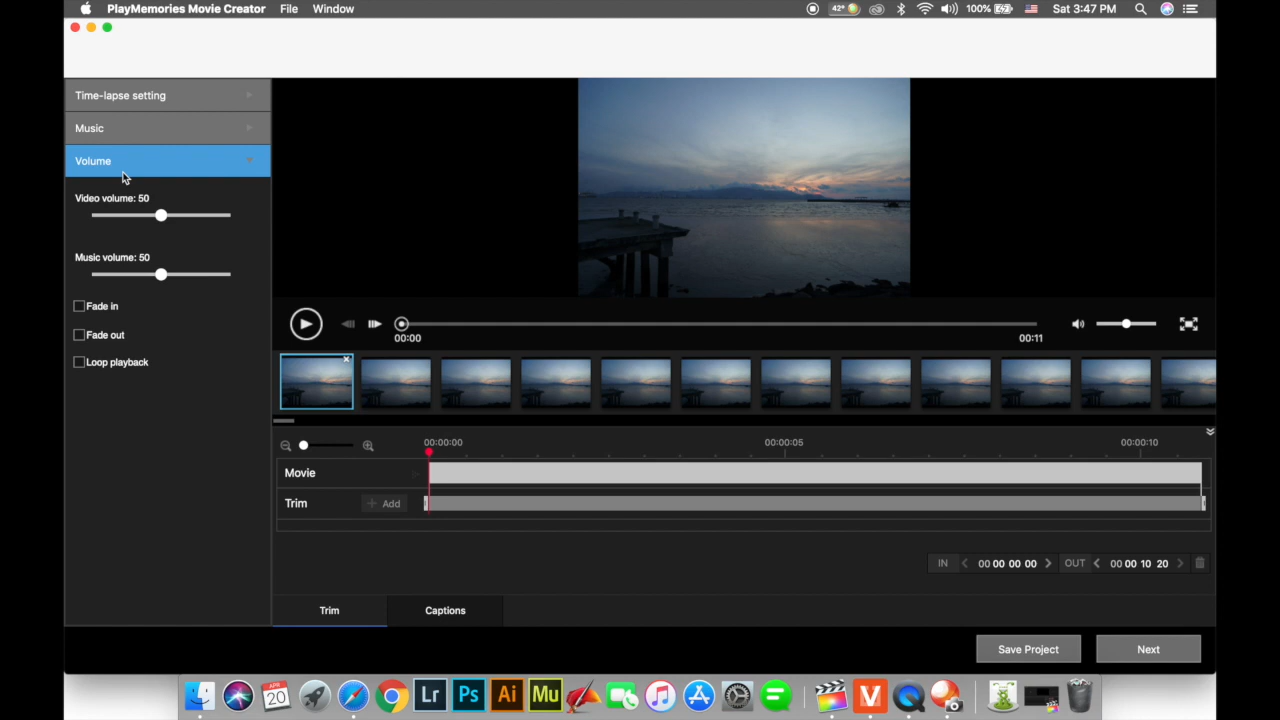 PlayMemories Movie Creator File Window 42° 100% Sat 3:47 PM
Time-lapse setting
Music
Volume
Video volume: 50
Music volume: 50
Fade in
Fade out
Loop playback
00:00 00:11
00:00:00 00:00:05 00:00:10
Movie
Trim + Add
IN 00 00 00 00 OUT 00 00 10 20
Trim Captions
Save Project Next
APR 20 Lr Ps Ai Mu V